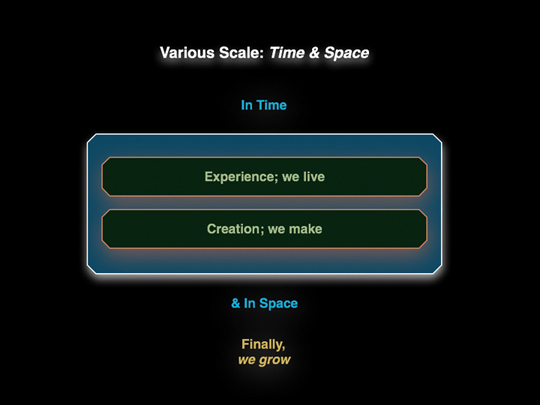 Various Scale: Time & Space
In Time
Experience; we live
Creation; we make
& In Space
Finally,
we grow